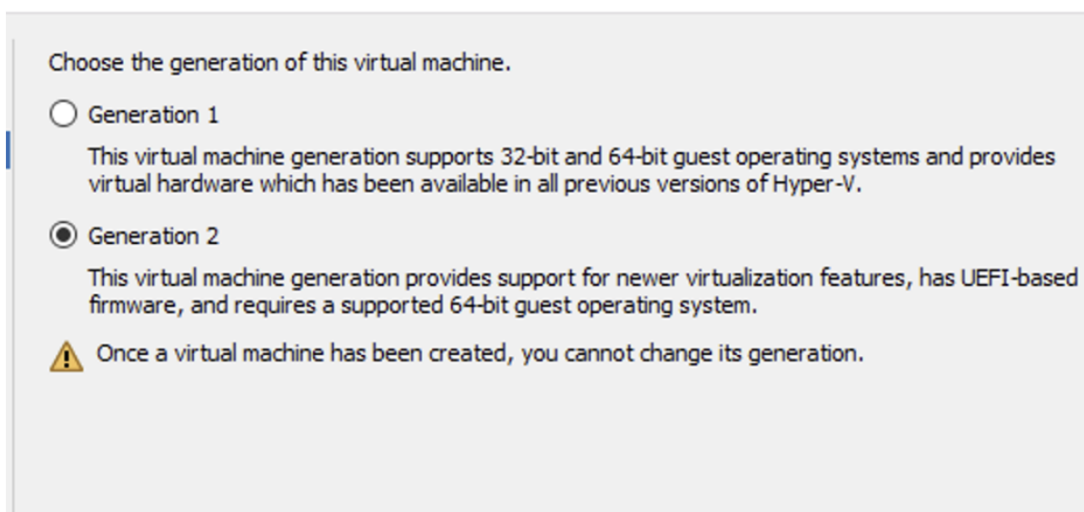 Choose the generation of this virtual machine.
Generation 1
This virtual machine generation supports 32-bit and 64-bit guest operating systems and provides
virtual hardware which has been available in all previous versions of Hyper-V.
Generation 2
This virtual machine generation provides support for newer virtualization features, has UEFI-based
firmware, and requires a supported 64-bit guest operating system.
Once a virtual machine has been created, you cannot change its generation.